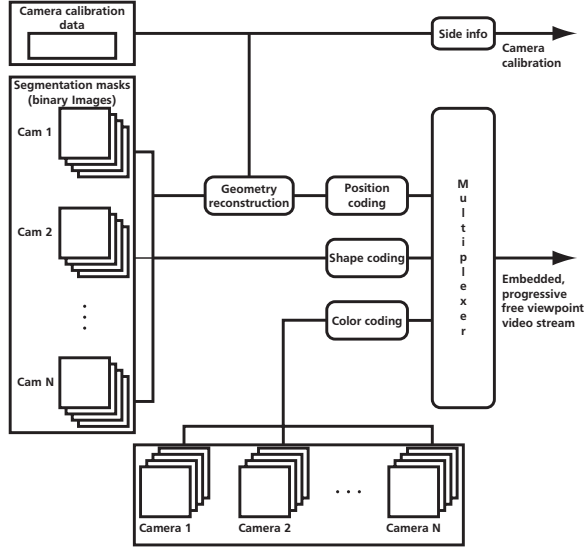 Camera calibration
data
Side info
Camera
calibration
Segmentation masks
(binary Images)
Cam 1
Cam 2
. . .
Cam N
Geometry
reconstruction
Position
coding
Shape coding
Color coding
Multiplexer
Embedded,
progressive
free viewpoint
video stream
Camera 1
Camera 2
. . .
Camera N